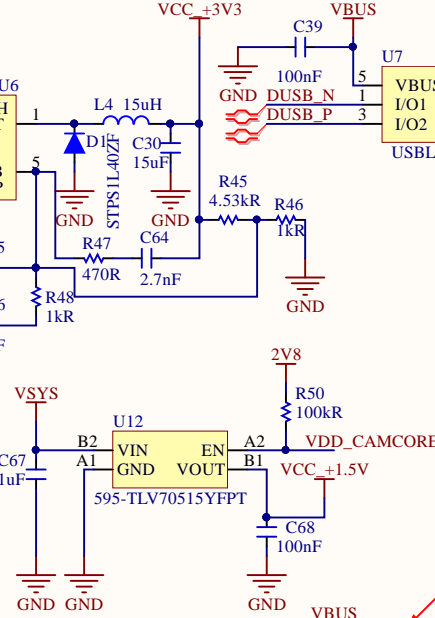 VCC_+3V3
VBUS
C39
100nF
GND
U7
5
VBUS
DUSB_N
1
I/O1
DUSB_P
3
I/O2
USBL
U6
H
1
L4 15uH
D1
STPS1L40ZF
C30
15uF
GND
GND
5
R45
4.53kR
R46
1kR
GND
R47
470R
C64
2.7nF
5
R48
1kR
6
F
2V8
R50
100kR
VSYS
U12
B2
VIN
EN
A2
VDD_CAMCORE
A1
GND
VOUT
B1
VCC_+1.5V
595-TLV70515YFPT
C67
1uF
C68
100nF
GND
GND
GND
VBUS